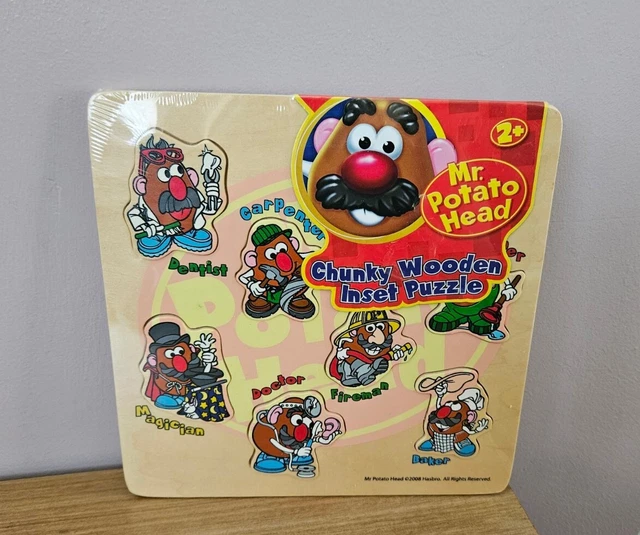 2+
Mr.
Potato
Head
Chunky Wooden
Inset Puzzle
Carpenter
Dentist
Magician
Doctor
Fireman
Baker
Mr Potato Head ©2008 Hasbro. All Rights Reserved.